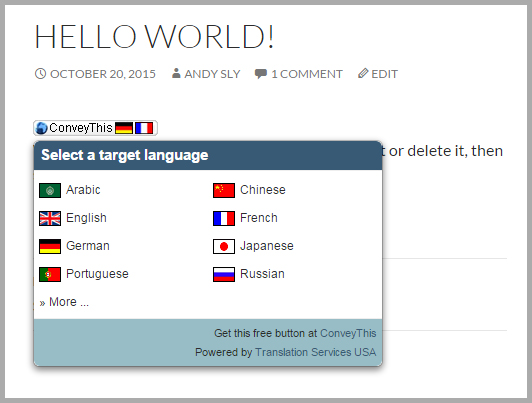 HELLO WORLD!
OCTOBER 20, 2015 ANDY SLY 1 COMMENT EDIT
ConveyThis
Select a target language
or delete it, then
Arabic Chinese
English French
German Japanese
Portuguese Russian
» More ...
Get this free button at ConveyThis
Powered by Translation Services USA